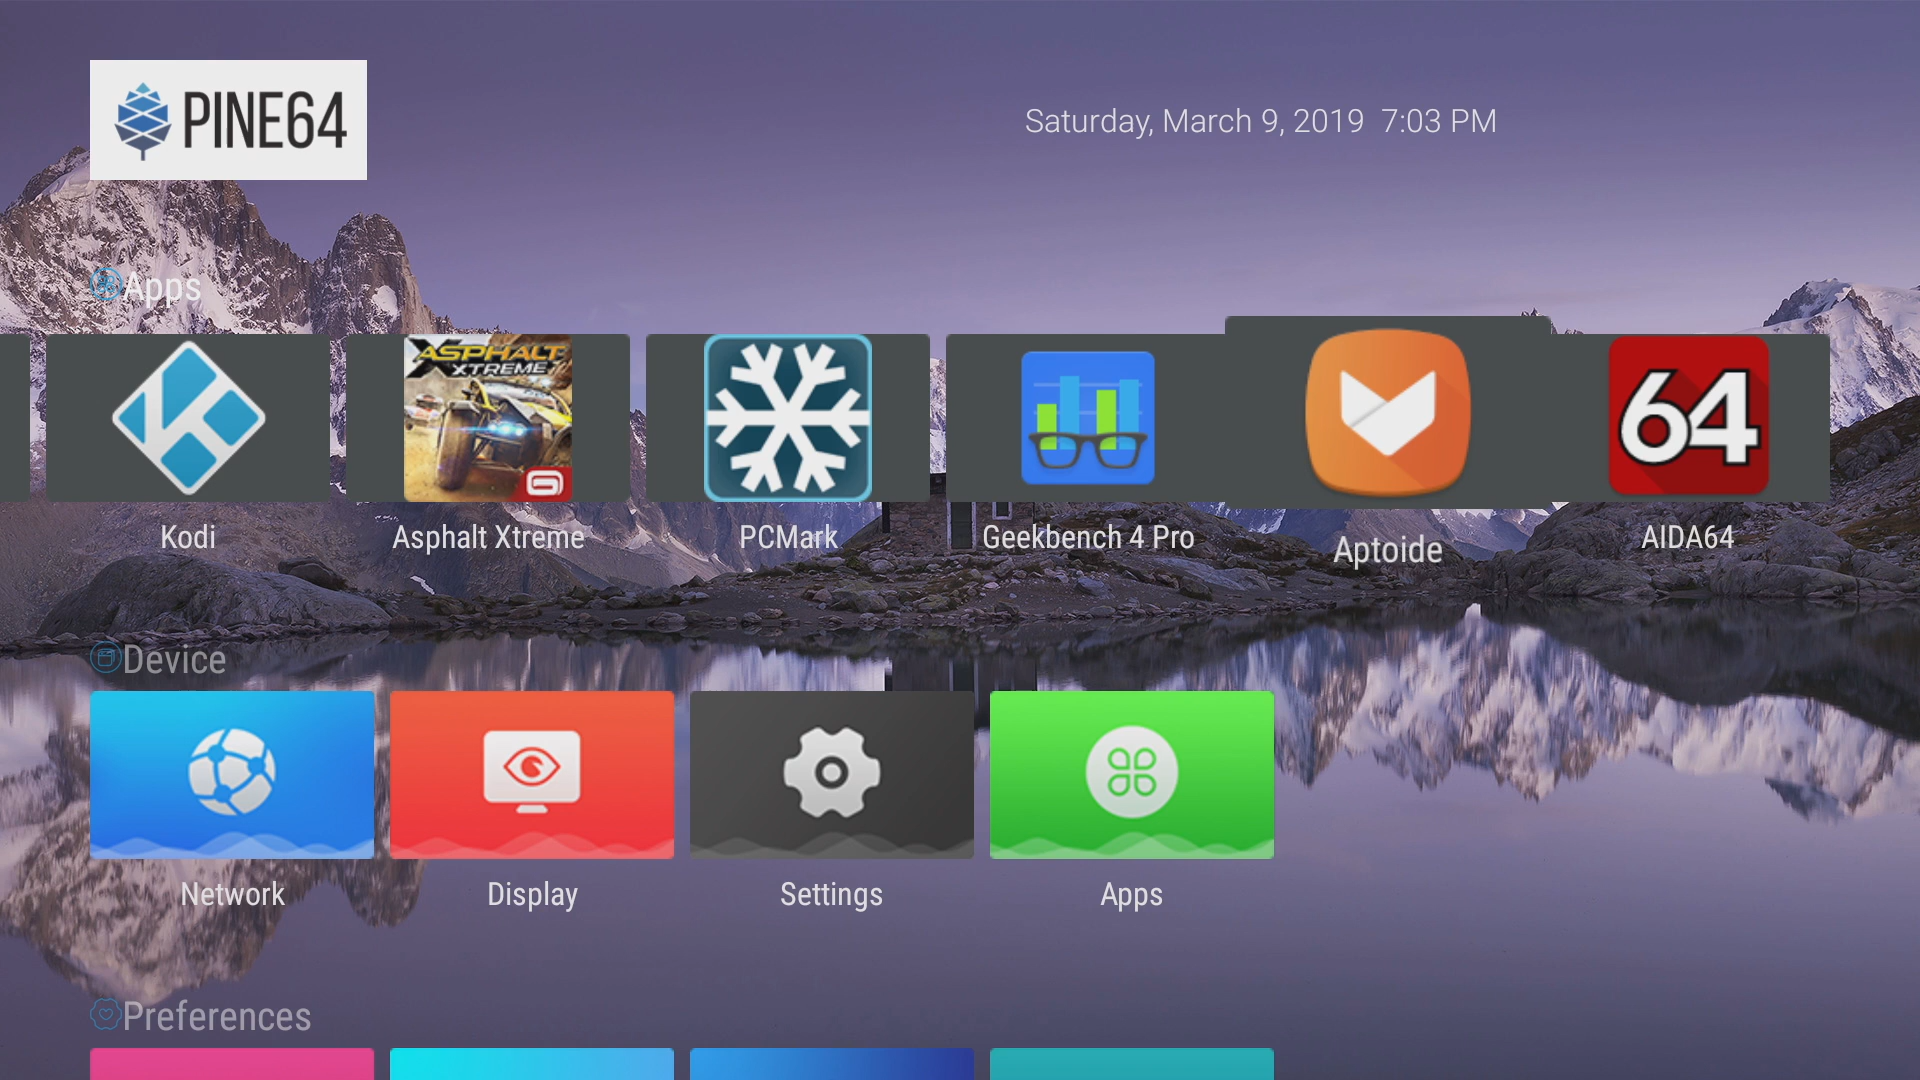 PINE64
Saturday, March 9, 2019 7:03 PM
Apps
ASPHALT
XTREME
64
Kodi
Asphalt Xtreme
PCMark
Geekbench 4 Pro
Aptoide
AIDA64
Device
Network
Display
Settings
Apps
Preferences